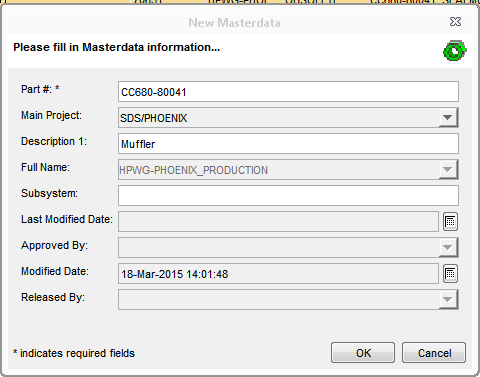 New Masterdata
Please fill in Masterdata information...
Part #: * CC680-80041
Main Project: SDS/PHOENIX
Description 1: Muffler
Full Name: HPWG-PHOENIX_PRODUCTION
Subsystem:
Last Modified Date:
Approved By:
Modified Date: 18-Mar-2015 14:01:48
Released By:
* indicates required fields OK Cancel